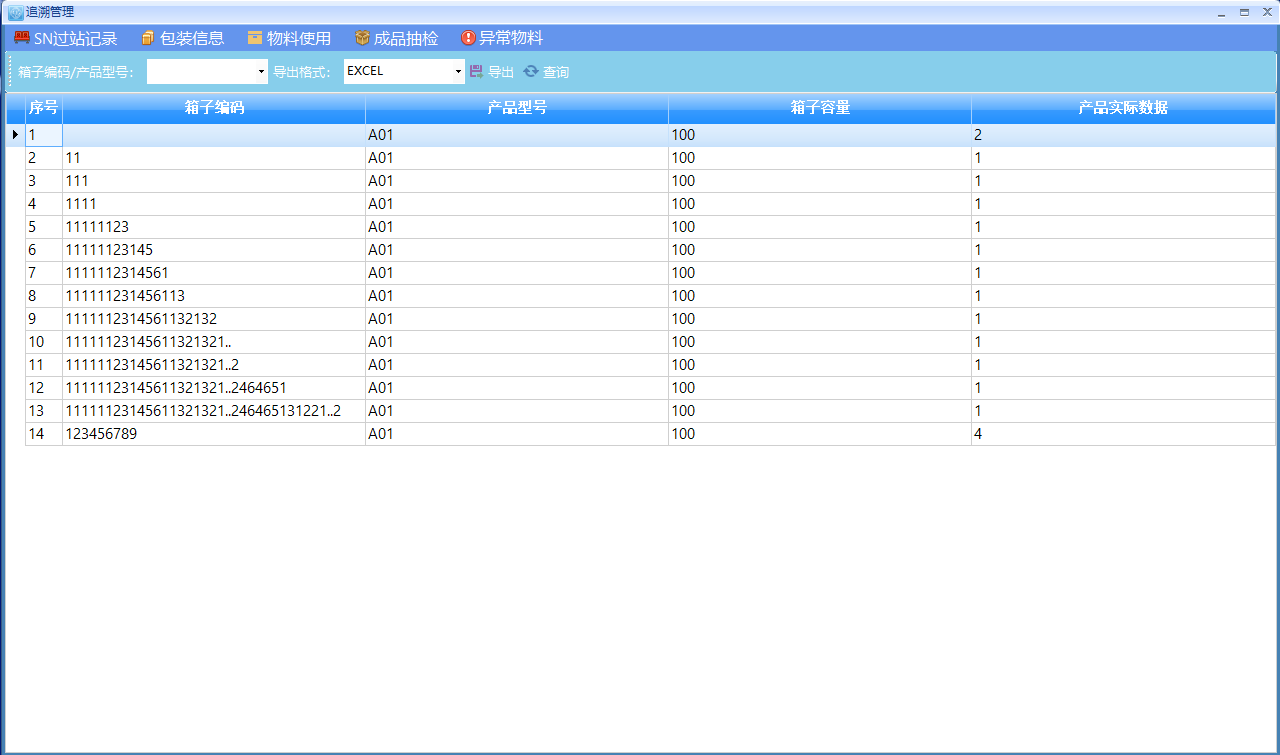 追溯管理
SN过站记录 包装信息 物料使用 成品抽检 异常物料
箱子编码/产品型号: 导出格式: EXCEL 导出 查询
序号 箱子编码 产品型号 箱子容量 产品实际数据
1 A01 100 2
2 11 A01 100 1
3 111 A01 100 1
4 1111 A01 100 1
5 11111123 A01 100 1
6 11111123145 A01 100 1
7 1111112314561 A01 100 1
8 111111231456113 A01 100 1
9 1111112314561132132 A01 100 1
10 11111123145611321321.. A01 100 1
11 11111123145611321321..2 A01 100 1
12 11111123145611321321..2464651 A01 100 1
13 11111123145611321321..246465131221..2 A01 100 1
14 123456789 A01 100 4